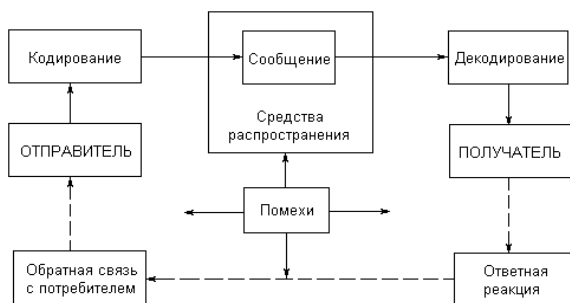 Кодирование
Сообщение
Декодирование
Средства
распространения
ОТПРАВИТЕЛЬ
ПОЛУЧАТЕЛЬ
Помехи
Обратная связь
с потребителем
Ответная
реакция